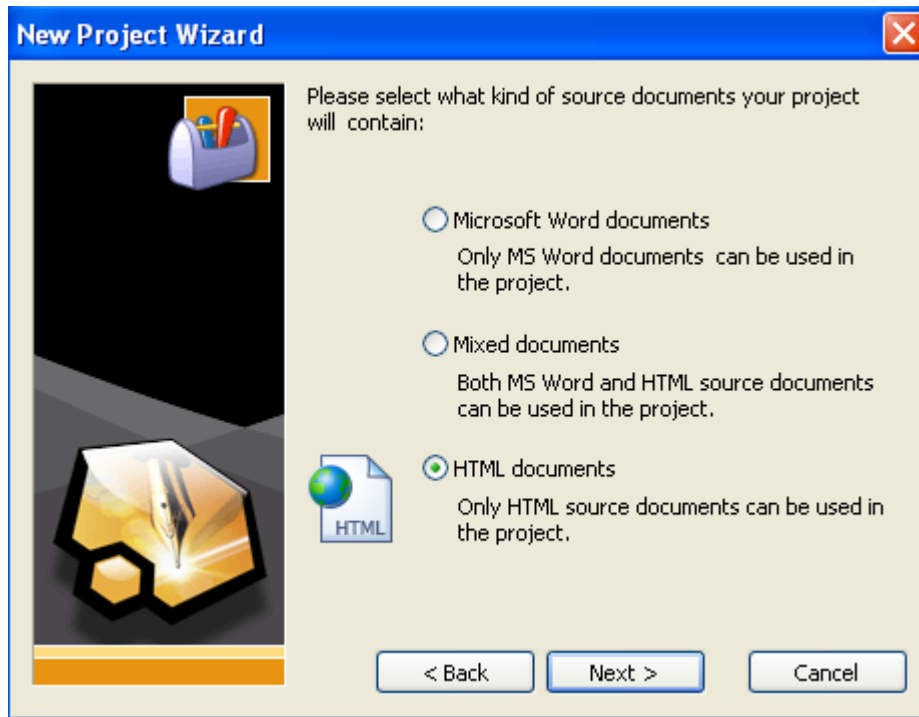 New Project Wizard
Please select what kind of source documents your project
will contain:
Microsoft Word documents
Only MS Word documents can be used in
the project.
Mixed documents
Both MS Word and HTML source documents
can be used in the project.
HTML documents
HTML
Only HTML source documents can be used in
the project.
< Back
Next >
Cancel